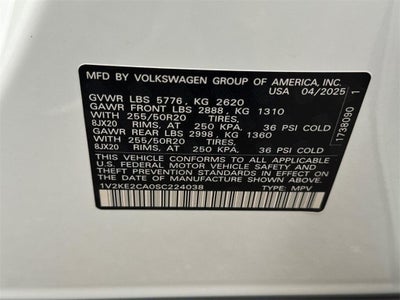 MFD BY VOLKSWAGEN GROUP OF AMERICA, INC.
USA 04/2025
GVWR LBS 5776, KG 2620
GAWR FRONT LBS 2888, KG 1310
WITH 255/50R20 TIRES,
8JX20 RIMS, AT 250 KPA, 36 PSI COLD
GAWR REAR LBS 2998, KG 1360
WITH 255/50R20 TIRES,
8JX20 RIMS, AT 250 KPA, 36 PSI COLD
THIS VEHICLE CONFORMS TO ALL APPLICABLE
U.S. FEDERAL MOTOR VEHICLE SAFETY AND
THEFT PREVENTION STANDARDS IN EFFECT ON
THE DATE OF MANUFACTURE SHOWN ABOVE.
1V2KE2CA0SC224038 TYPE: MPV
1738090 1